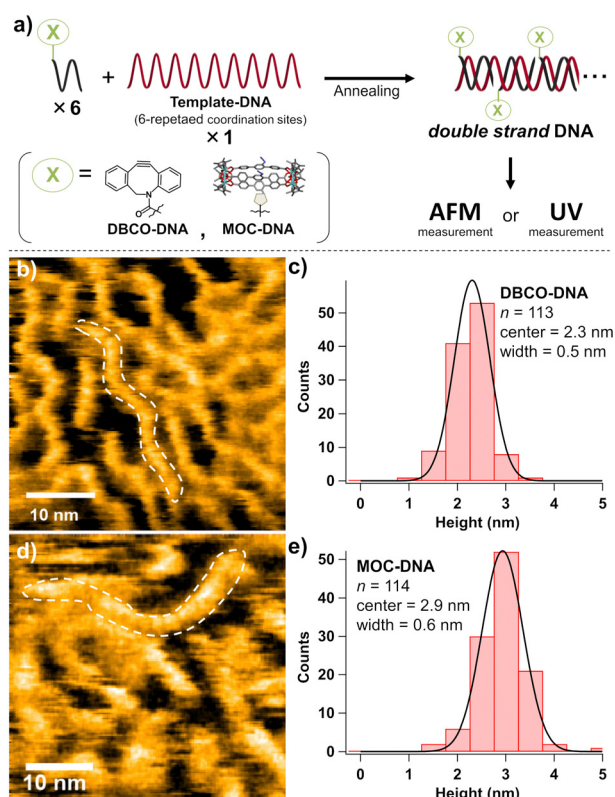 a)
X
× 6
+
Template-DNA
(6-repetaed coordination sites)
× 1
Annealing
X
X
X
...
double strand DNA
X
=
N
O
DBCO-DNA , MOC-DNA
AFM or UV
measurement measurement
b)
10 nm
c)
DBCO-DNA
n = 113
center = 2.3 nm
width = 0.5 nm
Counts
50
40
30
20
10
0
0 1 2 3 4 5
Height (nm)
d)
10 nm
e)
MOC-DNA
n = 114
center = 2.9 nm
width = 0.6 nm
Counts
50
40
30
20
10
0
0 1 2 3 4 5
Height (nm)